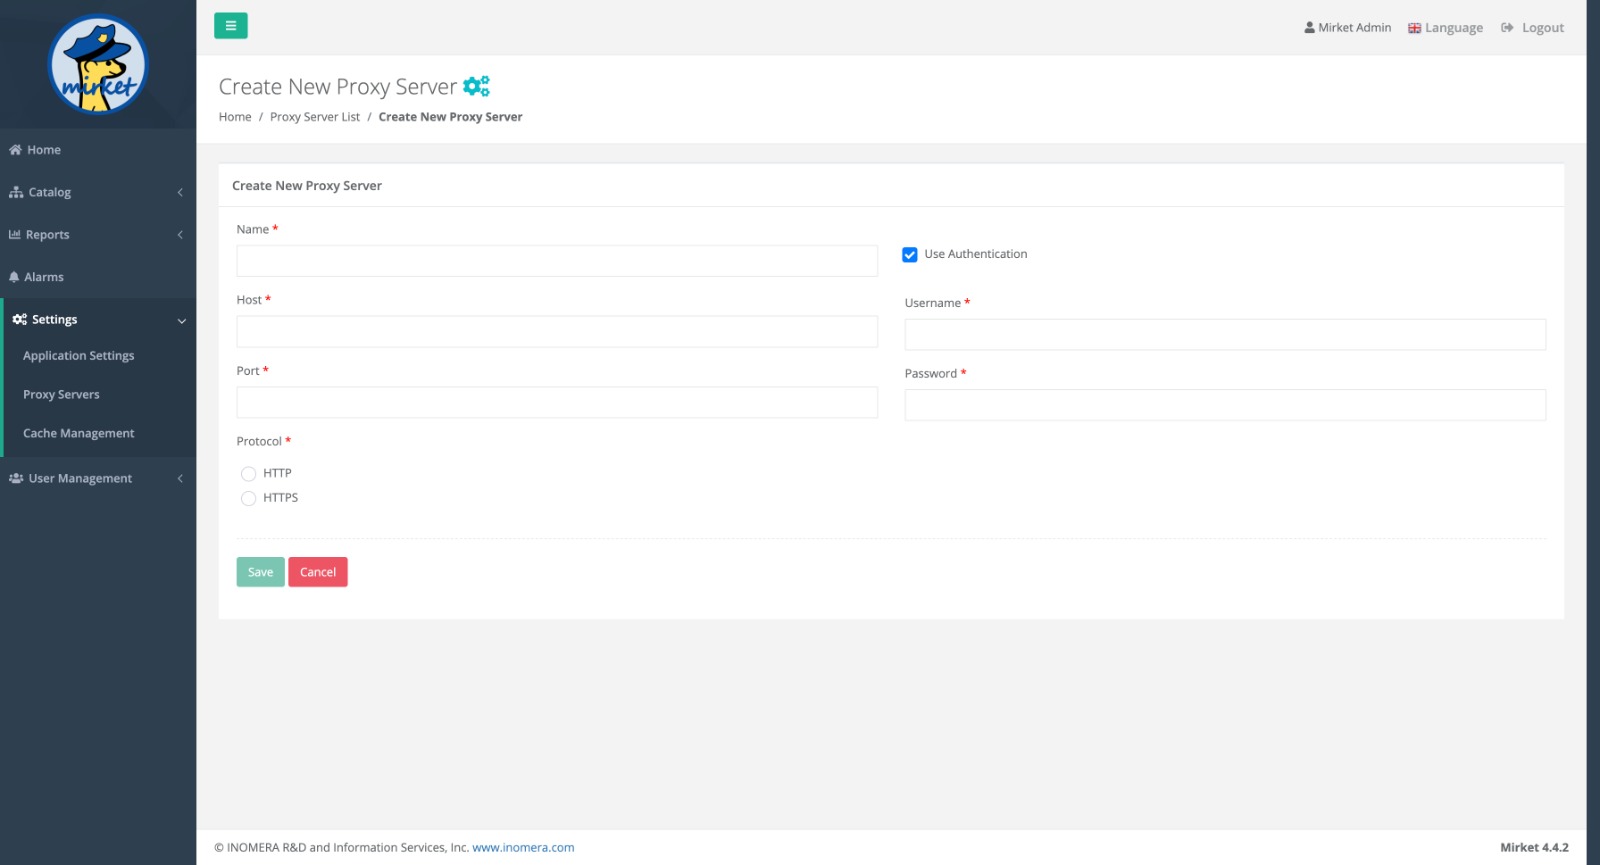 mirket
Mirket Admin
Language
Logout
Create New Proxy Server
Home / Proxy Server List / Create New Proxy Server
Home
Catalog
Reports
Alarms
Settings
Application Settings
Proxy Servers
Cache Management
User Management
Create New Proxy Server
Name *
Use Authentication
Host *
Username *
Port *
Password *
Protocol *
HTTP
HTTPS
Save
Cancel
© INOMERA R&D and Information Services, Inc. www.inomera.com
Mirket 4.4.2